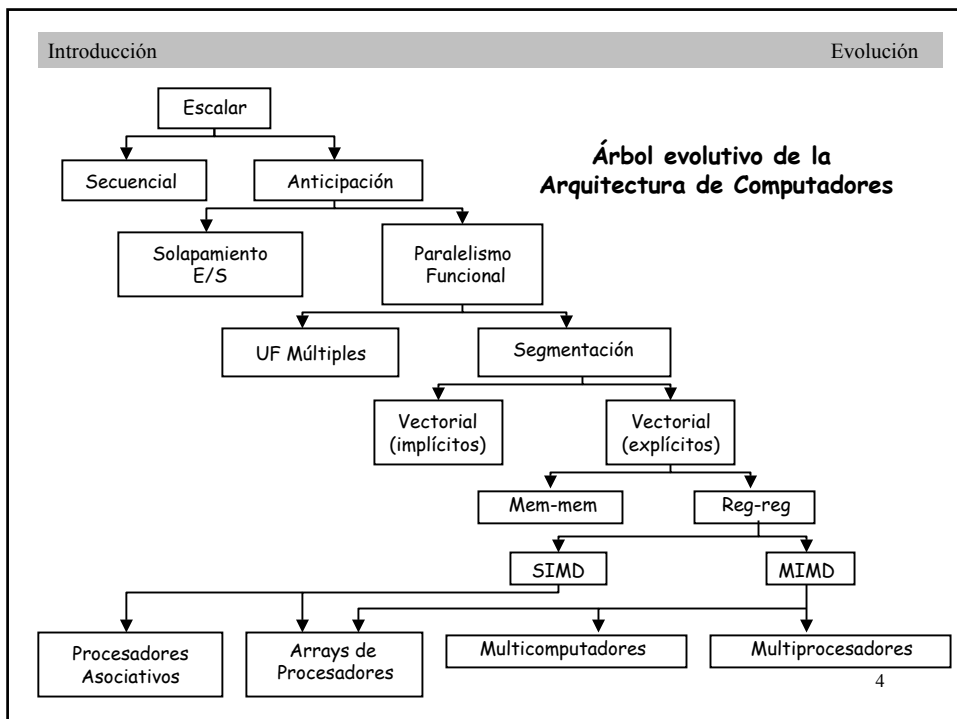 Introducción
Evolución
Escalar
Árbol evolutivo de la
Arquitectura de Computadores
Secuencial
Anticipación
Solapamiento
E/S
Paralelismo
Funcional
UF Múltiples
Segmentación
Vectorial
(implícitos)
Vectorial
(explícitos)
Mem-mem
Reg-reg
SIMD
MIMD
Procesadores
Asociativos
Arrays de
Procesadores
Multicomputadores
Multiprocesadores
4